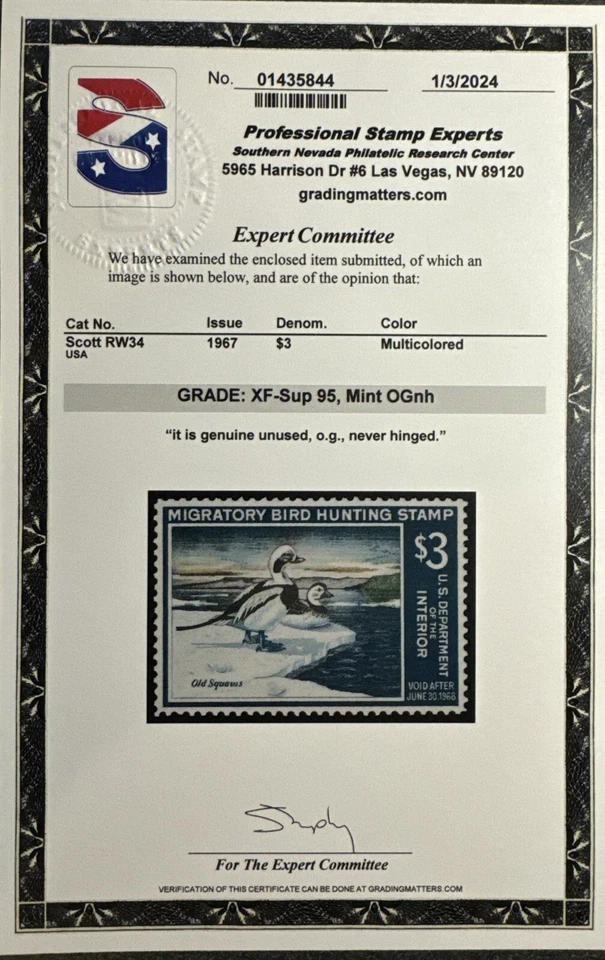 No. 01435844 1/3/2024
Professional Stamp Experts
Southern Nevada Philatelic Research Center
5965 Harrison Dr #6 Las Vegas, NV 89120
gradingmatters.com
Expert Committee
We have examined the enclosed item submitted, of which an
image is shown below, and are of the opinion that:
Cat No. Issue Denom. Color
Scott RW34 1967 $3 Multicolored
USA
GRADE: XF-Sup 95, Mint OGnh
“it is genuine unused, o.g., never hinged.”
MIGRATORY BIRD HUNTING STAMP
$3
U.S. DEPARTMENT
OF THE
INTERIOR
Old Squaws
VOID AFTER
JUNE 30, 1968
For The Expert Committee
VERIFICATION OF THIS CERTIFICATE CAN BE DONE AT GRADINGMATTERS.COM